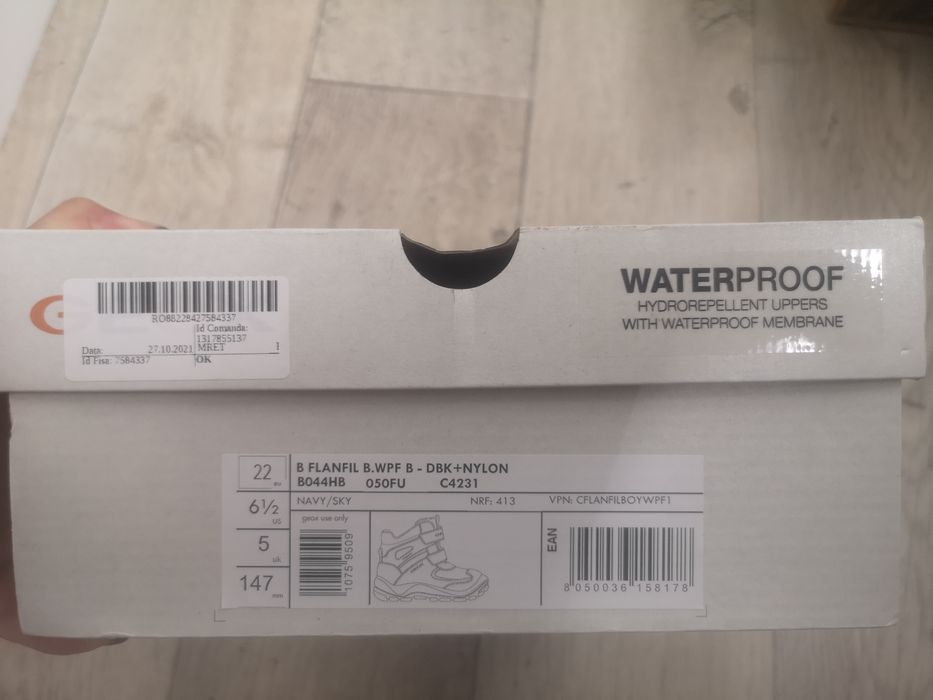 G
RO88228427584337
Id Comanda:
1317855137
Data: 27.10.2021 MRET 1
Id Fisa: 7584337 OK
WATERPROOF
HYDROREPELLENT UPPERS
WITH WATERPROOF MEMBRANE
22 eu
6½ us
5 uk
147 mm
B FLANFIL B.WPF B - DBK+NYLON
B044HB 050FU C4231
NAVY/SKY NRF: 413 VPN: CFLANFILBOYWPF1
geox use only
1075 9509
EAN
8 050036 158178